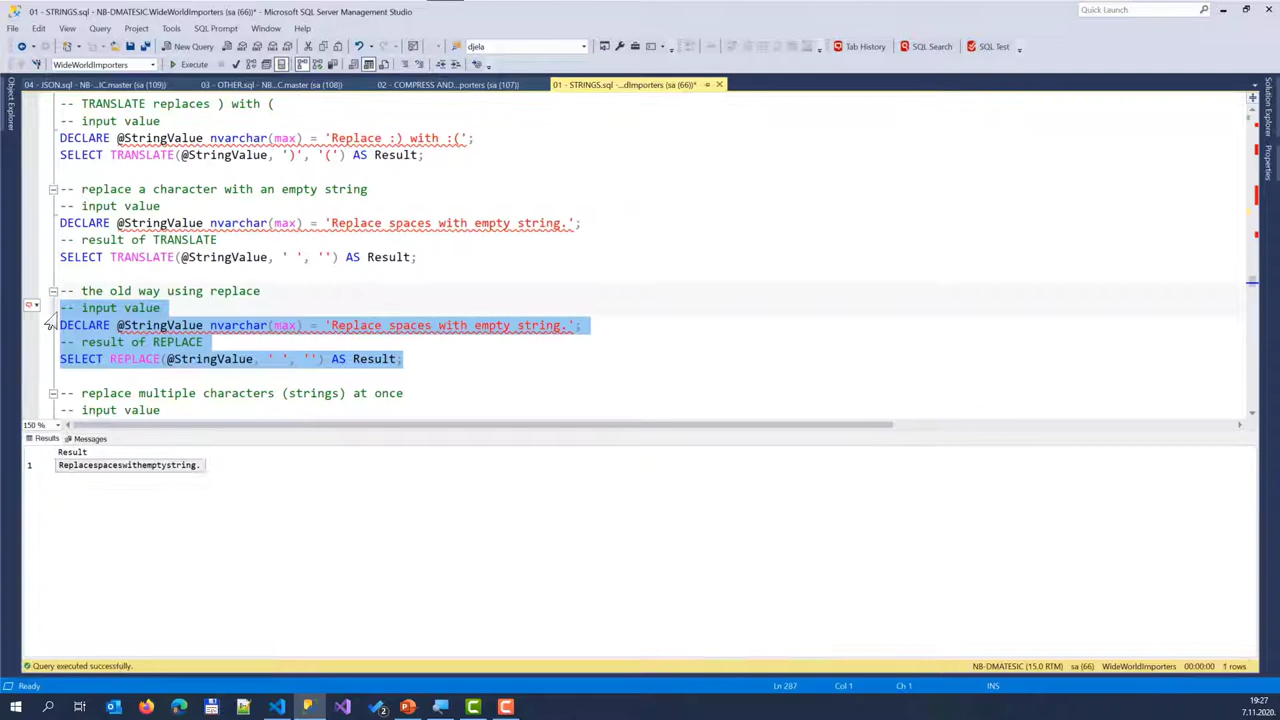 01 - STRINGS.sql - NB-DMATESIC.WideWorldImporters (sa (66))* - Microsoft SQL Server Management Studio
Quick Launch
File Edit View Query Project Tools SQL Prompt Window Help
New Query
djela
Tab History
SQL Search
SQL Test
WideWorldImporters
Execute
04 - JSON.sql - NB-...IC.master (sa (109))
03 - OTHER.sql - NB...C.master (sa (108))
02 - COMPRESS AND...porters (sa (107))
01 - STRINGS.sql ...dImporters (sa (66))*
Object Explorer
Solution Explorer
Properties
-- TRANSLATE replaces ) with (
-- input value
DECLARE @StringValue nvarchar(max) = 'Replace :) with :(';
SELECT TRANSLATE(@StringValue, ')', '(') AS Result;
-- replace a character with an empty string
-- input value
DECLARE @StringValue nvarchar(max) = 'Replace spaces with empty string.';
-- result of TRANSLATE
SELECT TRANSLATE(@StringValue, ' ', '') AS Result;
-- the old way using replace
-- input value
DECLARE @StringValue nvarchar(max) = 'Replace spaces with empty string.';
-- result of REPLACE
SELECT REPLACE(@StringValue, ' ', '') AS Result;
-- replace multiple characters (strings) at once
-- input value
150 %
Results Messages
Result
1 Replacespaceswithemptystring.
Query executed successfully.
NB-DMATESIC (15.0 RTM) sa (66) WideWorldImporters 00:00:00 1 rows
Ready
Ln 287 Col 1 Ch 1 INS
19:27
7.11.2020.